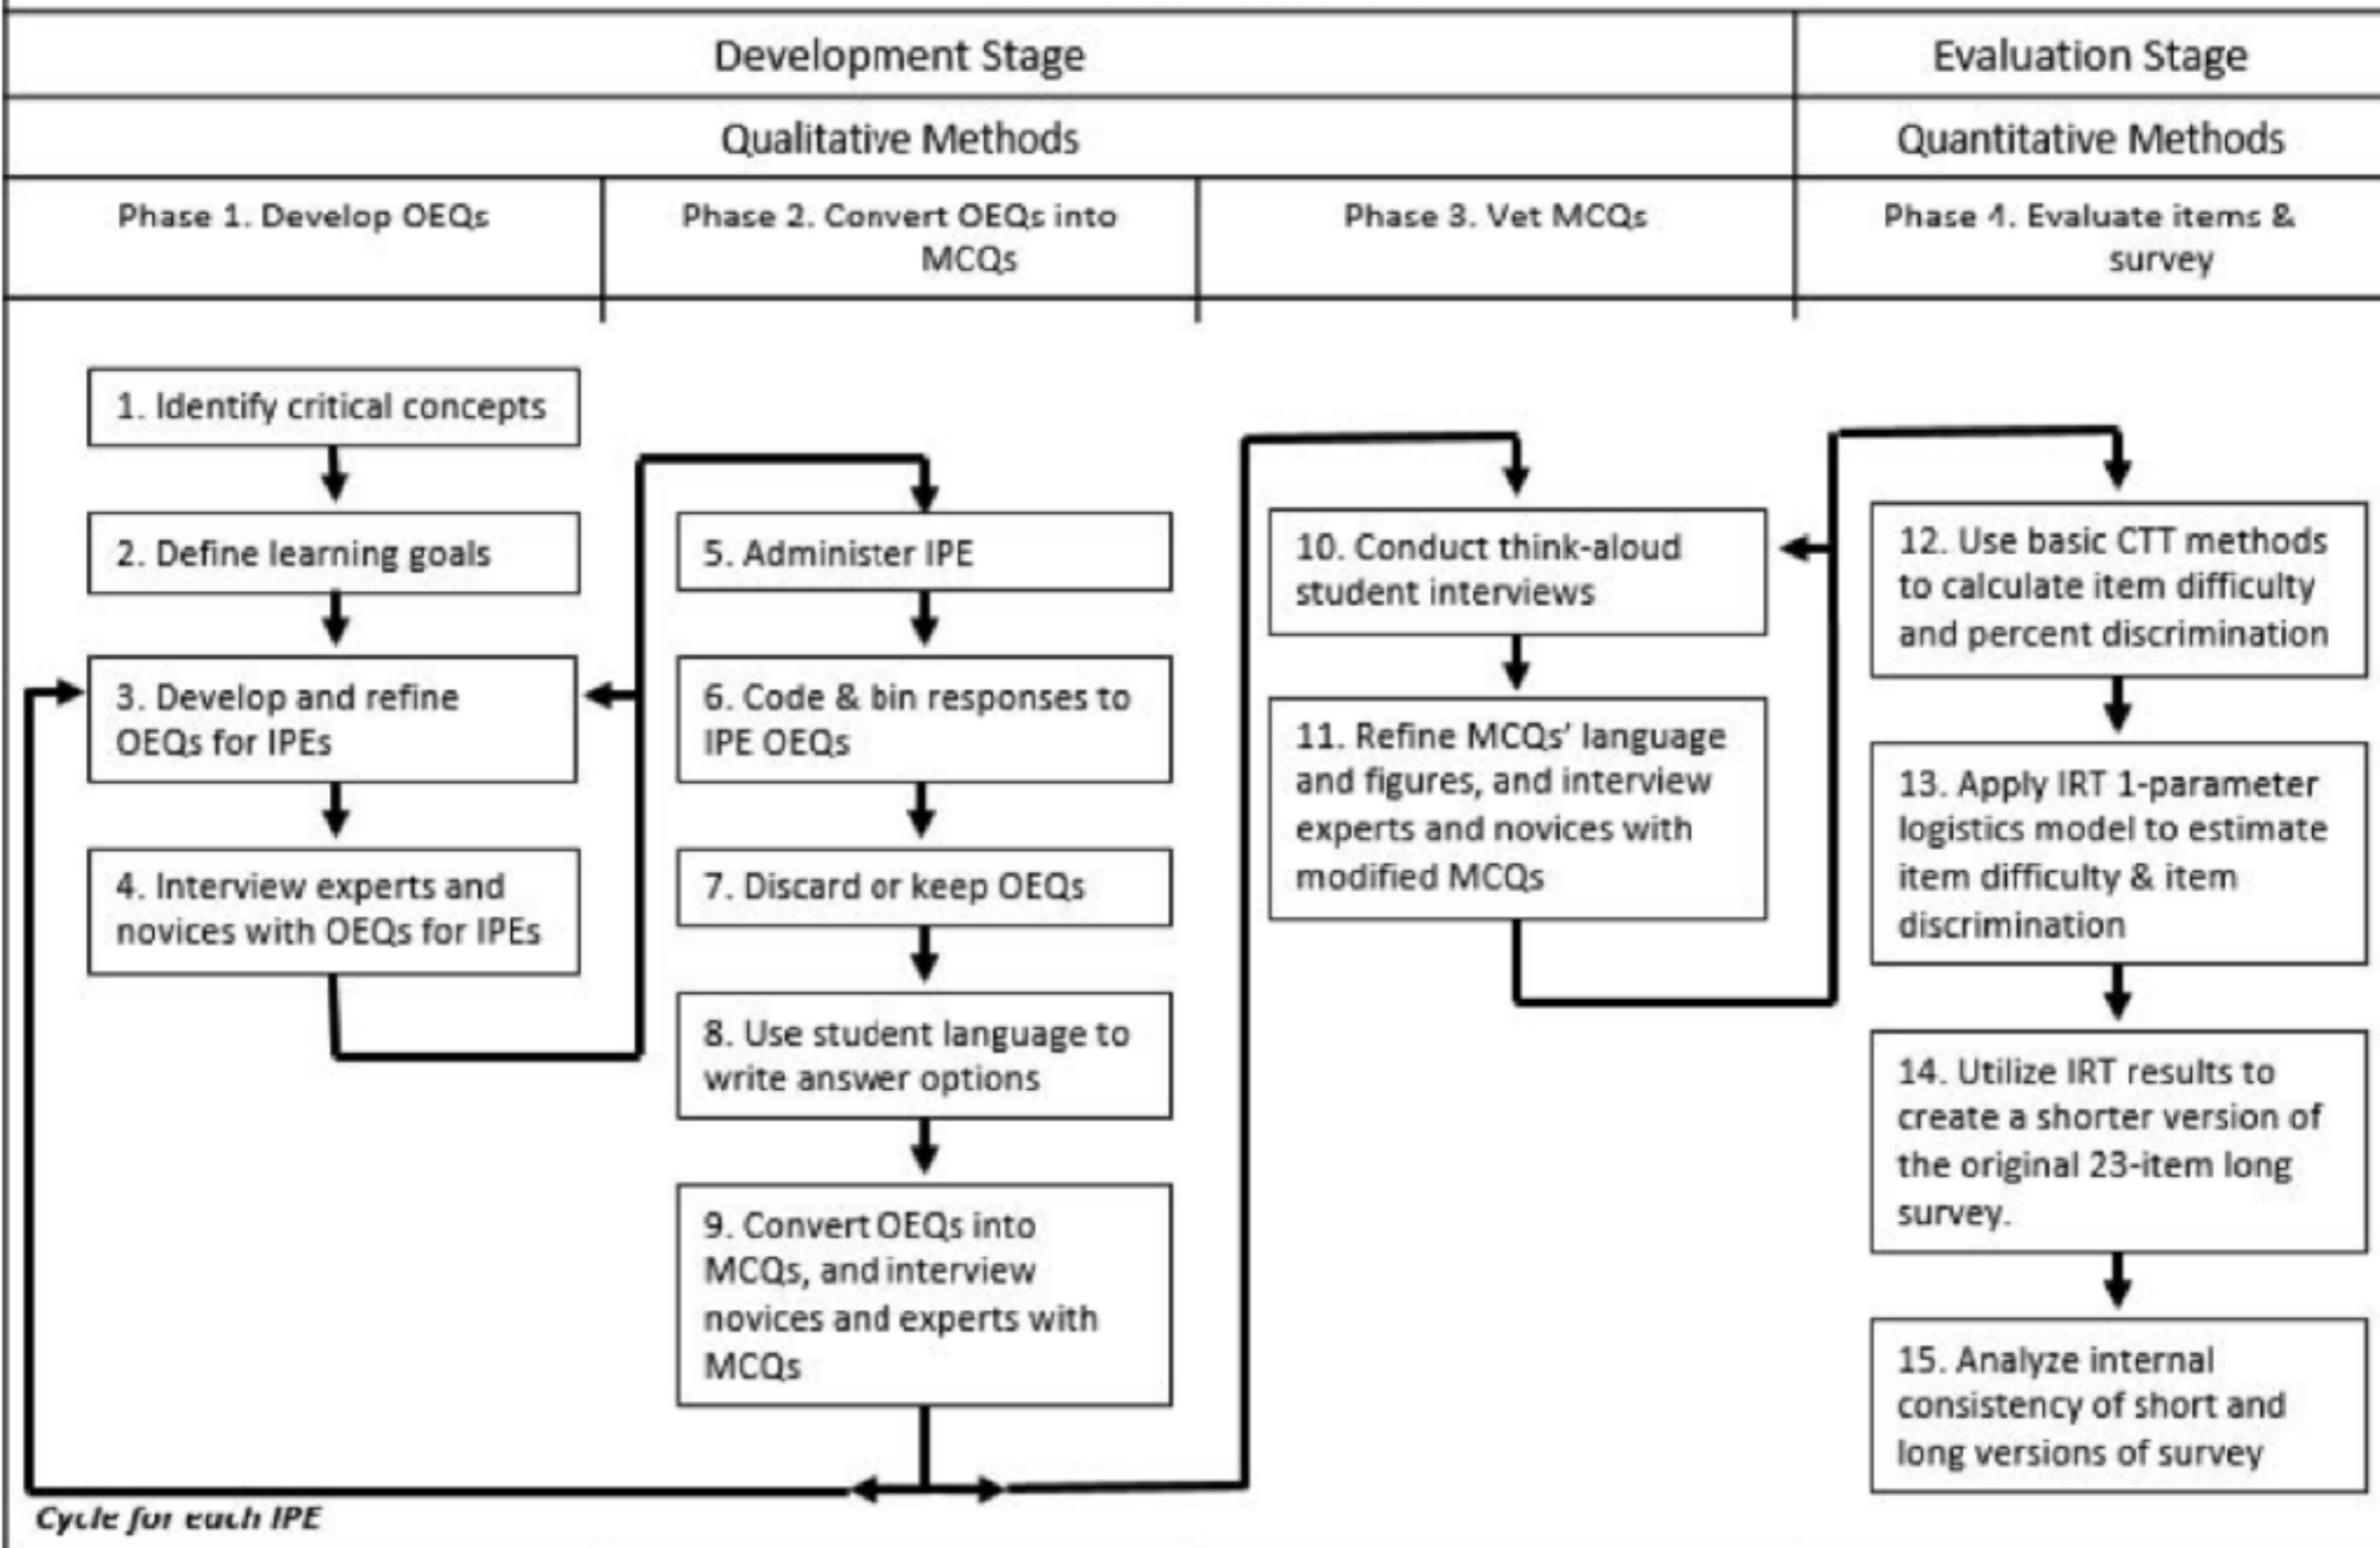 Development Stage
Evaluation Stage
Qualitative Methods
Quantitative Methods
Phase 1. Develop OEQs
Phase 2. Convert OEQs into
MCQs
Phase 3. Vet MCQs
Phase 4. Evaluate items &
survey
1. Identify critical concepts
2. Define learning goals
3. Develop and refine
OEQs for IPEs
4. Interview experts and
novices with OEQs for IPEs
5. Administer IPE
6. Code & bin responses to
IPE OEQs
7. Discard or keep OEQs
8. Use student language to
write answer options
9. Convert OEQs into
MCQs, and interview
novices and experts with
MCQs
10. Conduct think-aloud
student interviews
11. Refine MCQs’ language
and figures, and interview
experts and novices with
modified MCQs
12. Use basic CTT methods
to calculate item difficulty
and percent discrimination
13. Apply IRT 1-parameter
logistics model to estimate
item difficulty & item
discrimination
14. Utilize IRT results to
create a shorter version of
the original 23-item long
survey.
15. Analyze internal
consistency of short and
long versions of survey
Cycle for each IPE